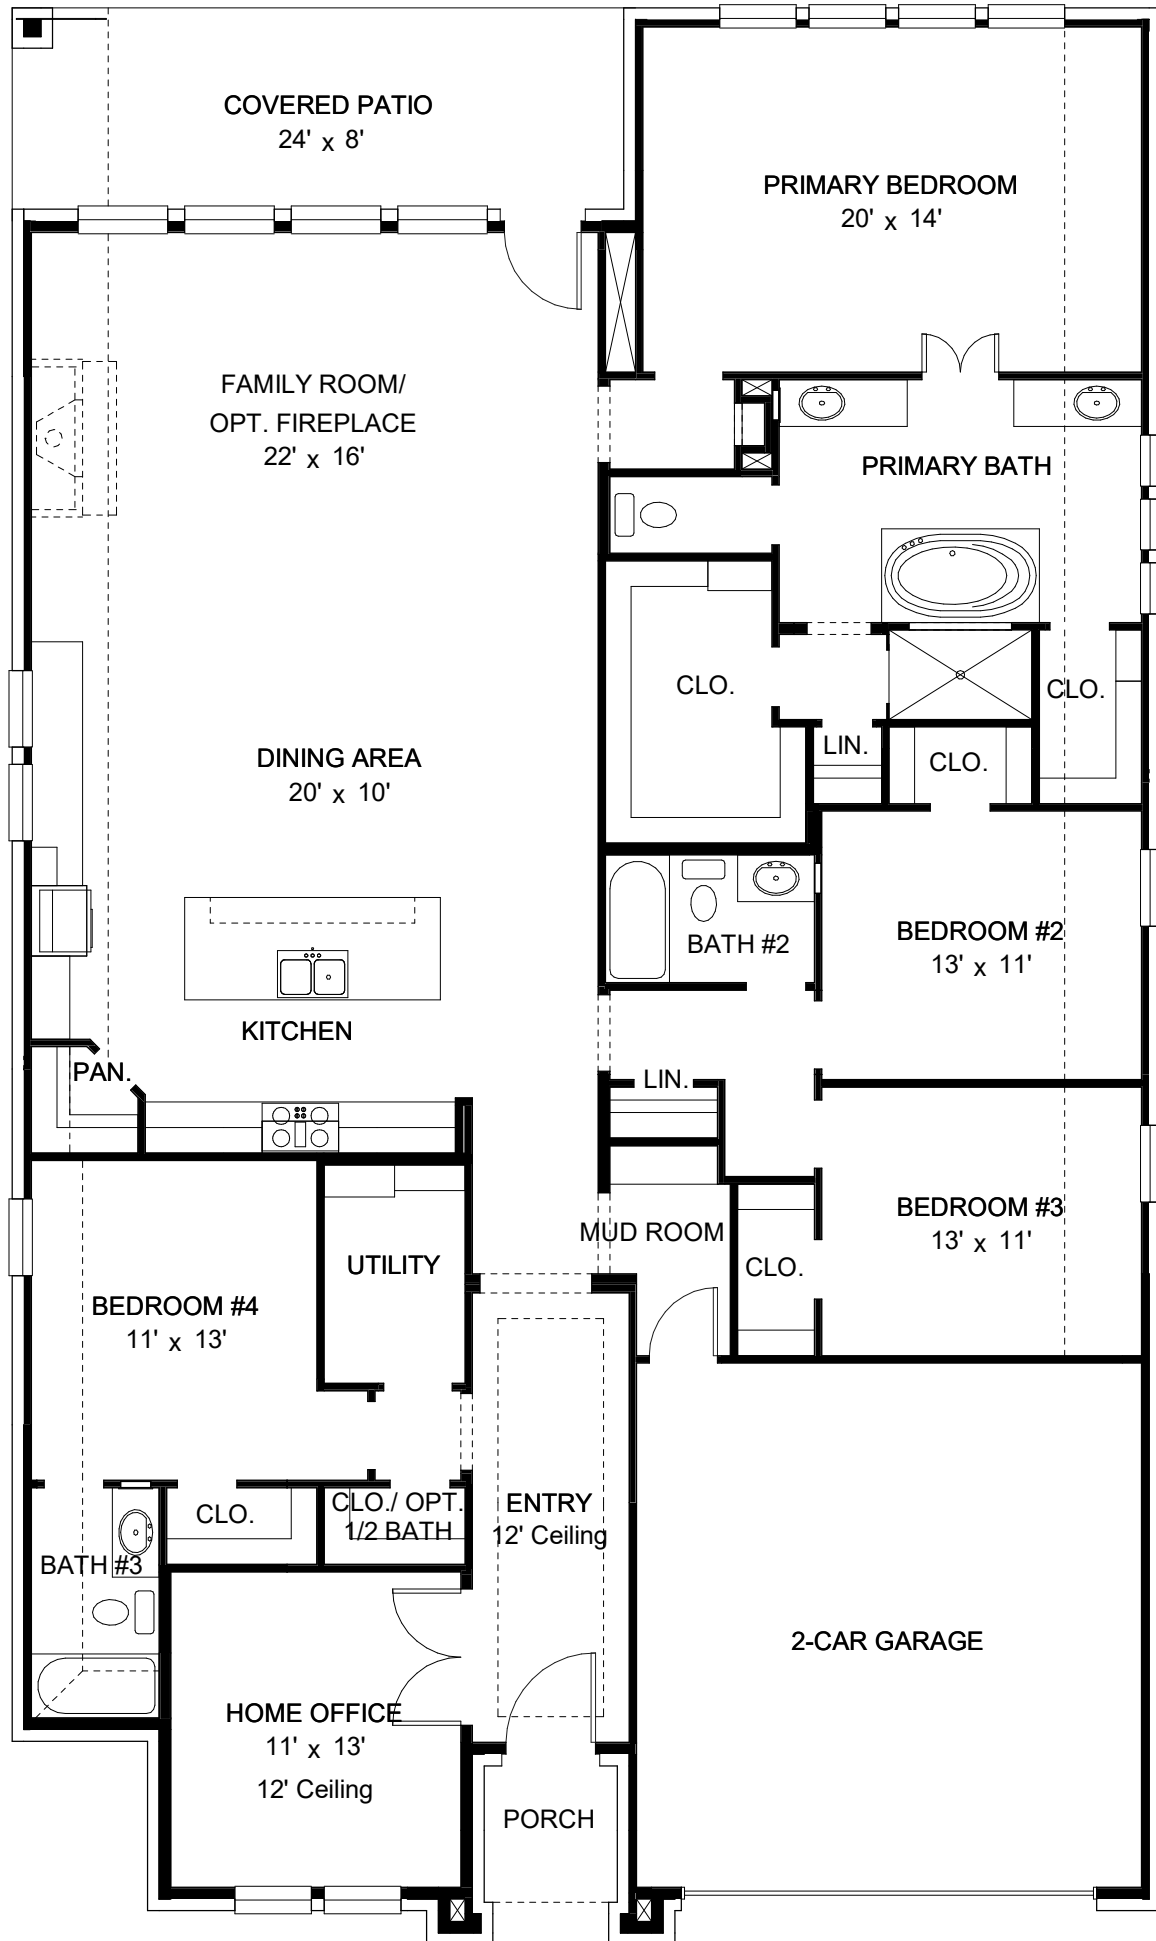 COVERED PATIO
24' x 8'
PRIMARY BEDROOM
20' x 14'
FAMILY ROOM/
OPT. FIREPLACE
22' x 16'
PRIMARY BATH
CLO.
CLO.
LIN.
CLO.
DINING AREA
20' x 10'
BEDROOM #2
13' x 11'
BATH #2
KITCHEN
PAN.
LIN.
BEDROOM #3
13' x 11'
MUD ROOM
CLO.
UTILITY
BEDROOM #4
11' x 13'
CLO.
CLO./ OPT.
1/2 BATH
ENTRY
12' Ceiling
BATH #3
2-CAR GARAGE
HOME OFFICE
11' x 13'
12' Ceiling
PORCH